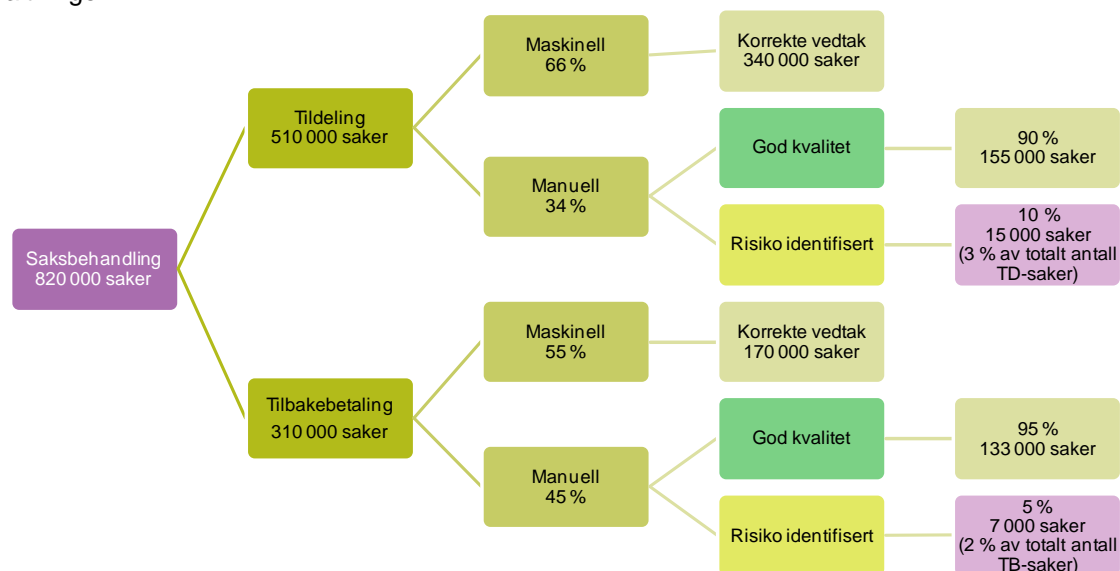 Saksbehandling
820 000 saker
Tildeling
510 000 saker
Maskinell
66 %
Korrekte vedtak
340 000 saker
Manuell
34 %
God kvalitet
90 %
155 000 saker
Risiko identifisert
10 %
15 000 saker
(3 % av totalt antall
TD-saker)
Tilbakebetaling
310 000 saker
Maskinell
55 %
Korrekte vedtak
170 000 saker
Manuell
45 %
God kvalitet
95 %
133 000 saker
Risiko identifisert
5 %
7 000 saker
(2 % av totalt antall
TB-saker)